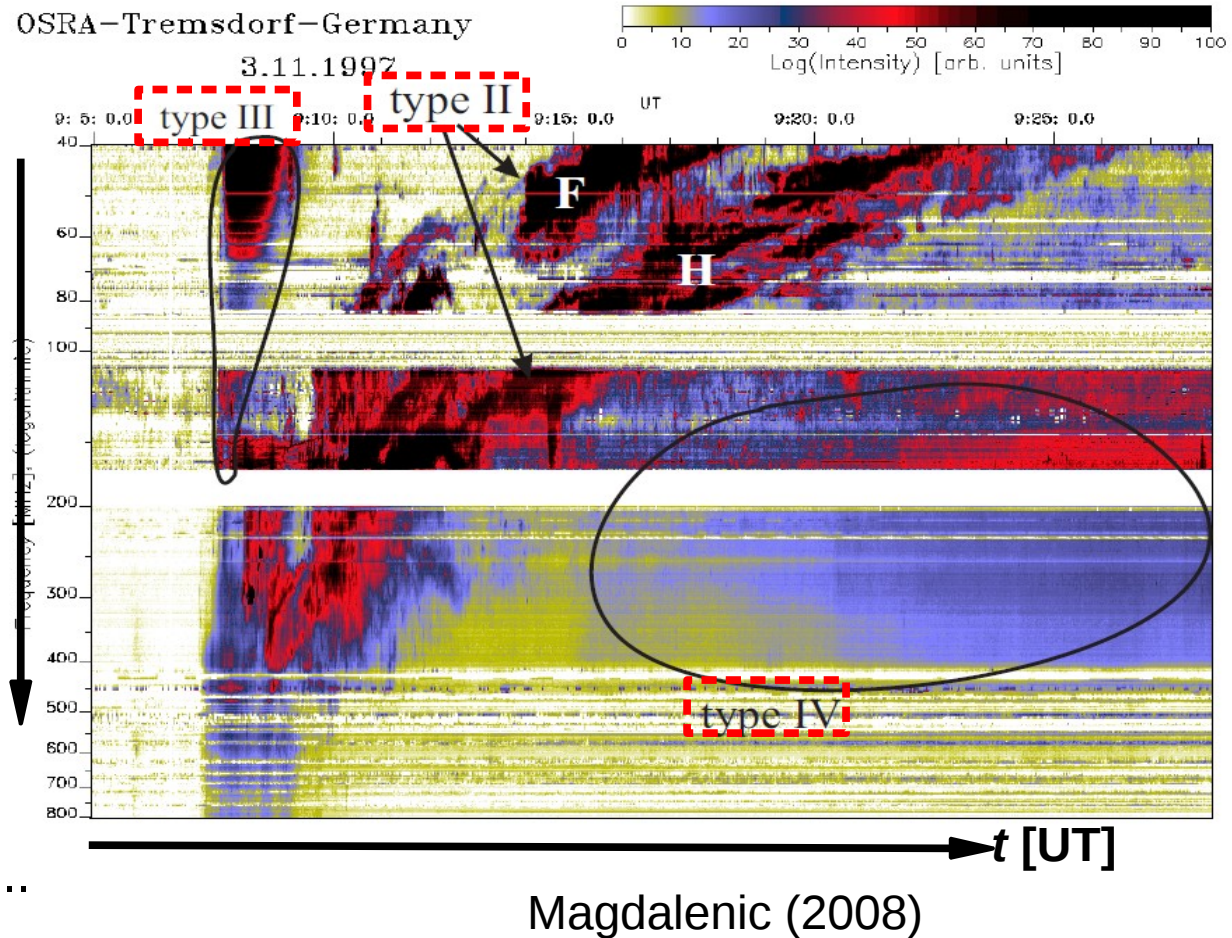 OSRA-Tremsdorf-Germany
0 10 20 30 40 50 60 70 80 90 100
Log(Intensity) [arb. units]
3.11.1997
type III
type II
UT
9: 5: 0.0 9:10: 0.0 9:15: 0.0 9:20: 0.0 9:25: 0.0
40
F
60
H
80
100
200
Frequency [MHz], (logarithmic)
300
400
type IV
500
600
700
800
t [UT]
..
Magdalenic (2008)